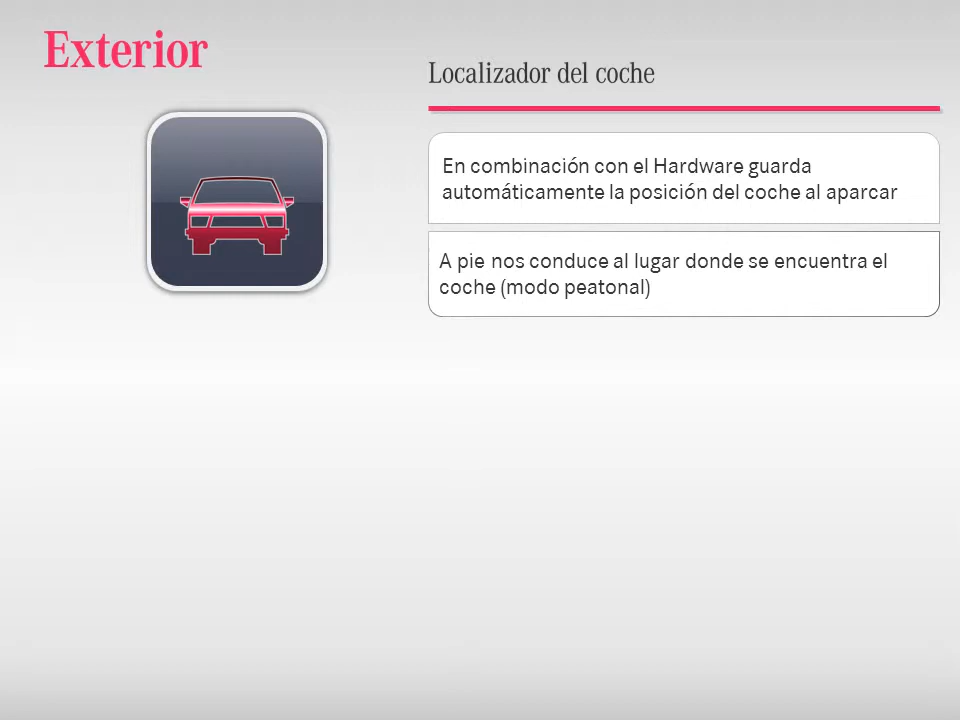 Exterior
Localizador del coche
En combinación con el Hardware guarda
automáticamente la posición del coche al aparcar
A pie nos conduce al lugar donde se encuentra el
coche (modo peatonal)